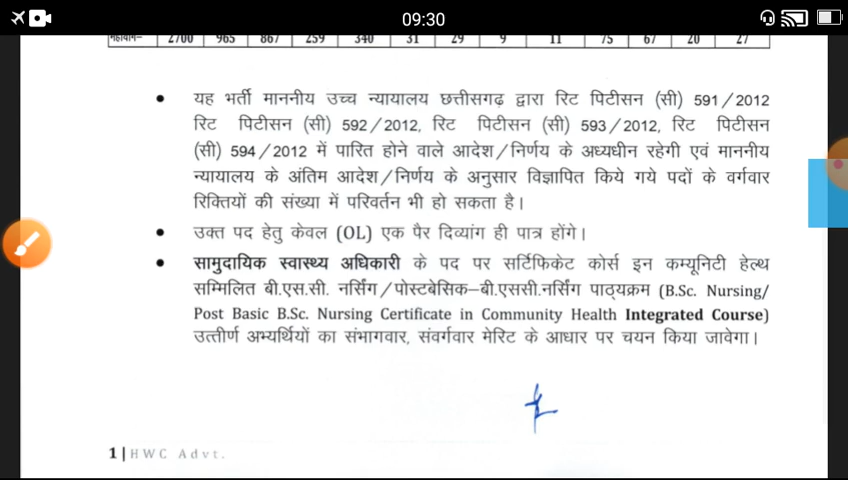 09:30
महायोग– 2700 965 867 259 340 31 29 9 11 75 67 20 27
• यह भर्ती माननीय उच्च न्यायालय छत्तीसगढ़ द्वारा रिट पिटीसन (सी) 591/2012
रिट पिटीसन (सी) 592/2012, रिट पिटीसन (सी) 593/2012, रिट पिटीसन
(सी) 594/2012 में पारित होने वाले आदेश/निर्णय के अध्यधीन रहेगी एवं माननीय
न्यायालय के अंतिम आदेश/निर्णय के अनुसार विज्ञापित किये गये पदों के वर्गवार
रिक्तियों की संख्या में परिवर्तन भी हो सकता है।
• उक्त पद हेतु केवल (OL) एक पैर दिव्यांग ही पात्र होंगे।
• सामुदायिक स्वास्थ्य अधिकारी के पद पर सर्टिफिकेट कोर्स इन कम्यूनिटी हेल्थ
सम्मिलित बी.एस.सी. नर्सिंग/पोस्टबेसिक–बी.एससी.नर्सिंग पाठ्यक्रम (B.Sc. Nursing/
Post Basic B.Sc. Nursing Certificate in Community Health Integrated Course)
उत्तीर्ण अभ्यर्थियों का संभागवार, संवर्गवार मेरिट के आधार पर चयन किया जावेगा।
1|HWC Advt.